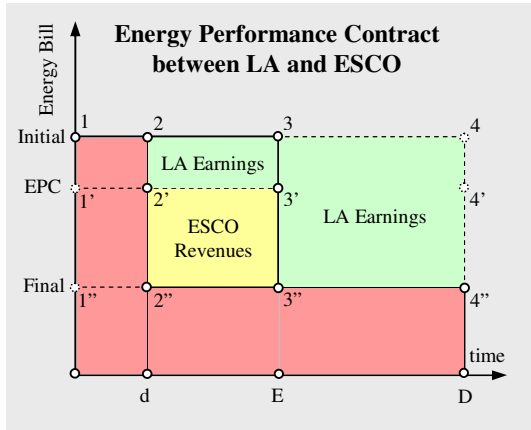 Energy Performance Contract
between LA and ESCO
Energy Bill
1 2 3 4
Initial
LA Earnings
EPC
1' 2' 3' 4'
LA Earnings
ESCO
Revenues
Final
1” 2” 3” 4”
time
d E D